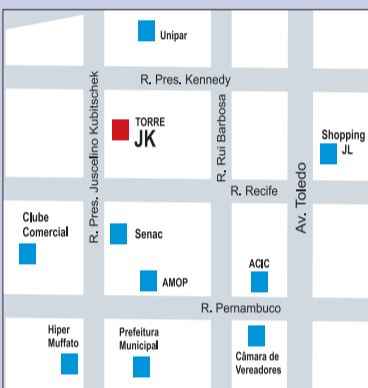 Unipar
R. Pres. Kennedy
R. Pres. Juscelino Kubitschek
TORRE
JK
R. Rui Barbosa
Av. Toledo
Shopping
JL
R. Recife
Clube
Comercial
Senac
AMOP
ACIC
R. Pernambuco
Hiper
Muffato
Prefeitura
Municipal
Câmara de
Vereadores